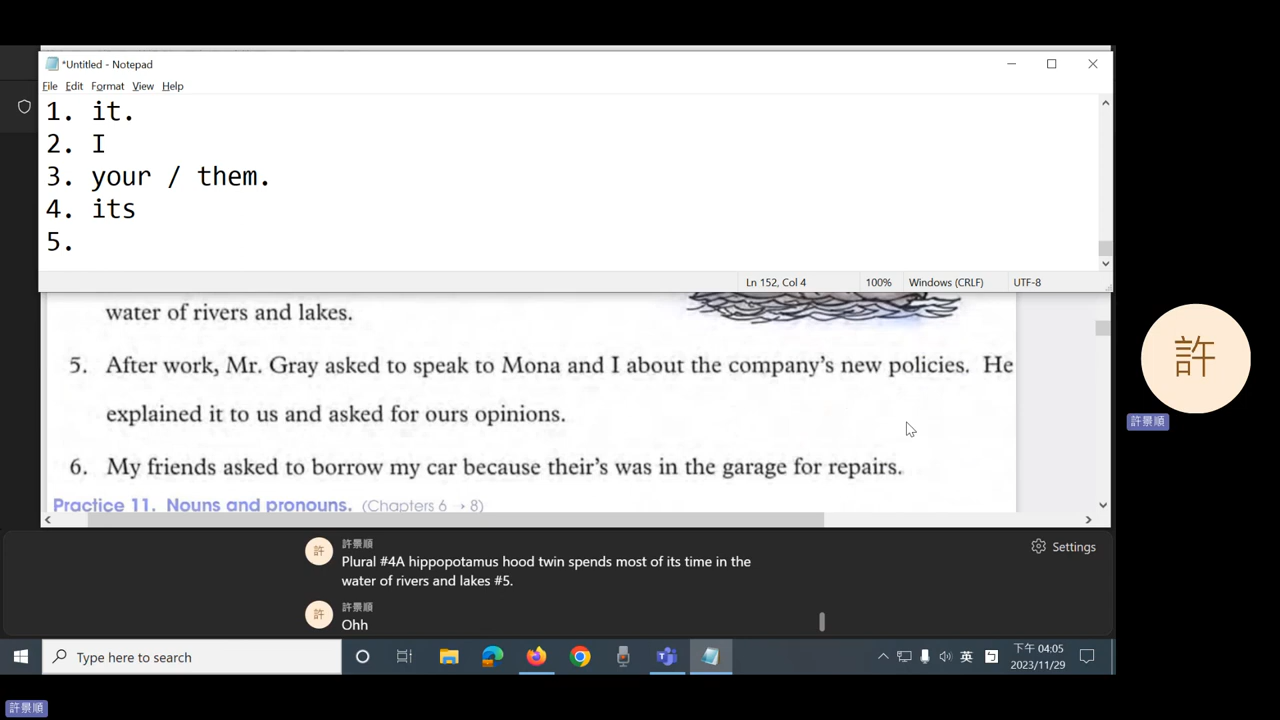 *Untitled - Notepad
File Edit Format View Help
1. it.
2. I
3. your / them.
4. its
5.
Ln 152, Col 4 100% Windows (CRLF) UTF-8
water of rivers and lakes.
5. After work, Mr. Gray asked to speak to Mona and I about the company's new policies. He
explained it to us and asked for ours opinions.
6. My friends asked to borrow my car because their's was in the garage for repairs.
Practice 11. Nouns and pronouns. (Chapters 6 → 8)
許
許景順
許
許景順
Plural #4A hippopotamus hood twin spends most of its time in the
water of rivers and lakes #5.
Settings
許
許景順
Ohh
Type here to search
英
下午 04:05
2023/11/29
許景順